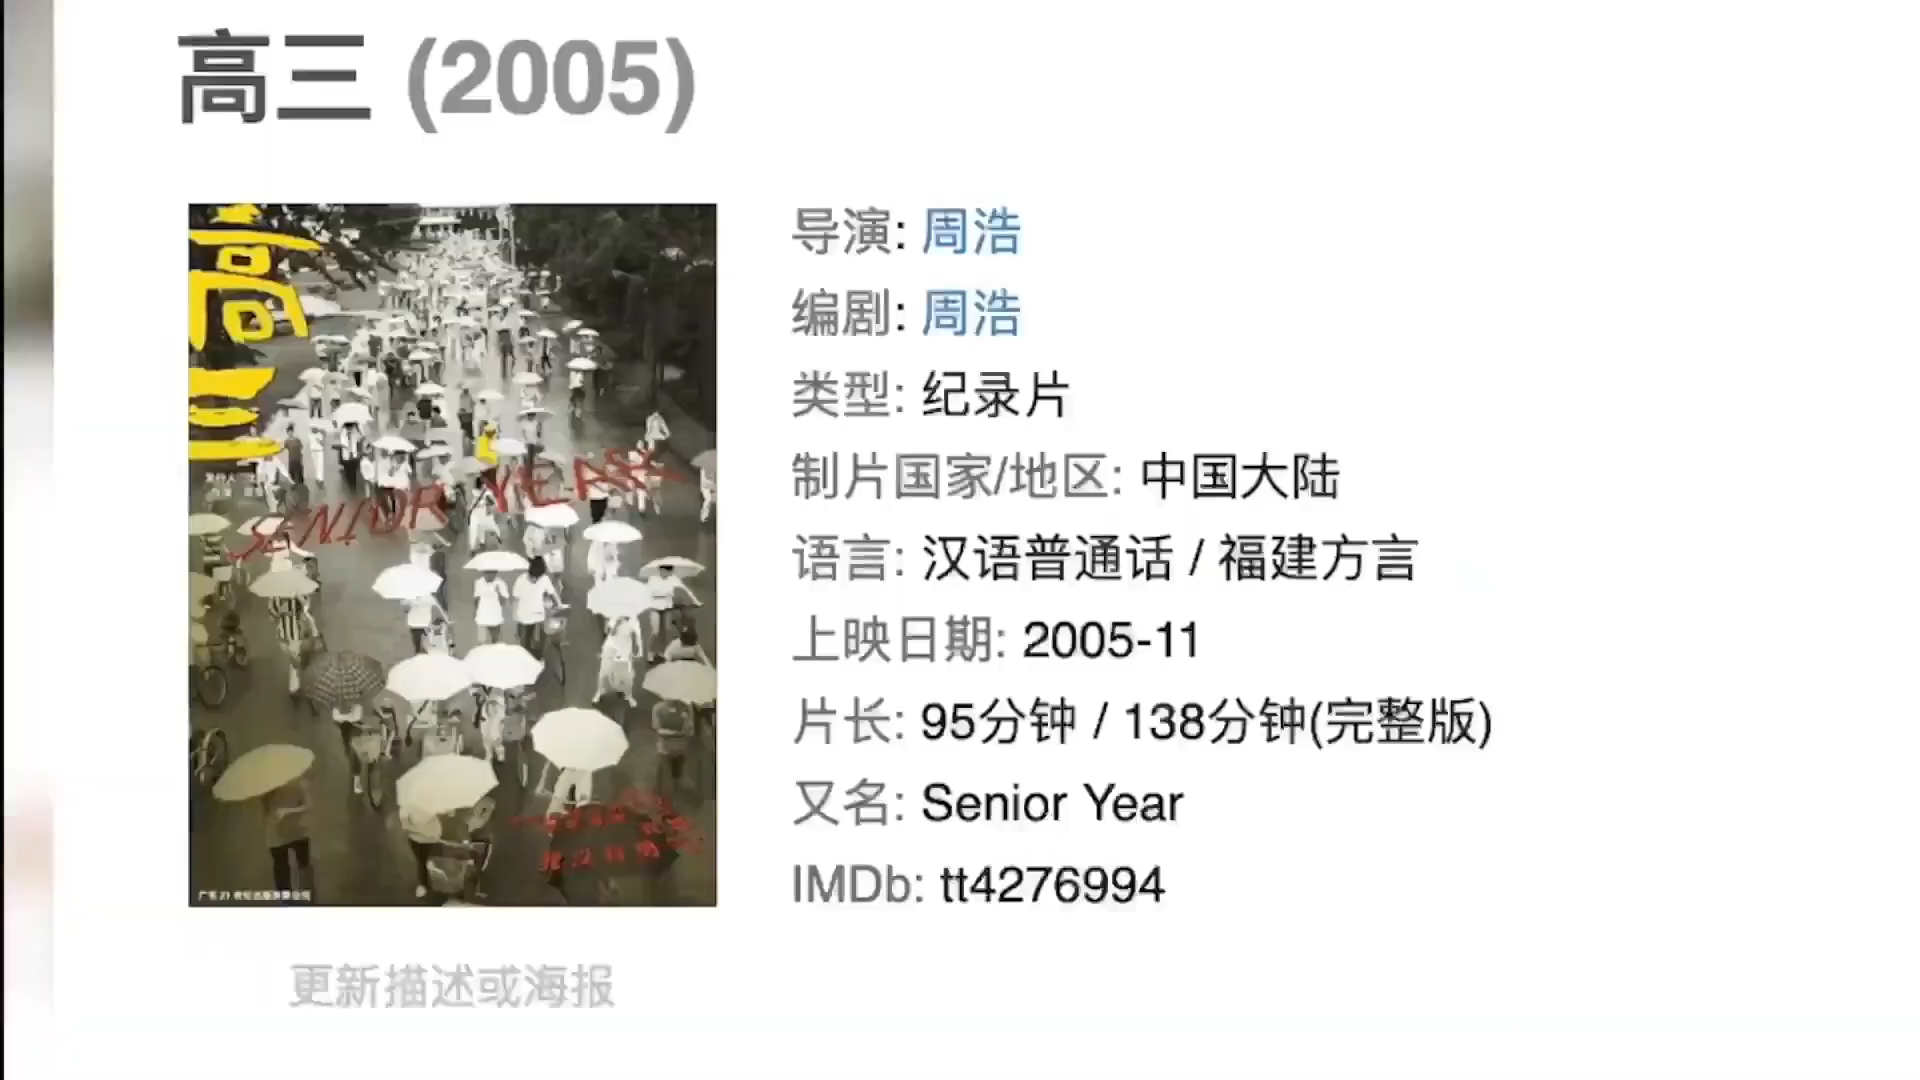 高三 (2005)
高三
SENIOR YEAR
导演: 周浩
编剧: 周浩
类型: 纪录片
制片国家/地区: 中国大陆
语言: 汉语普通话 / 福建方言
上映日期: 2005-11
片长: 95分钟 / 138分钟(完整版)
又名: Senior Year
IMDb: tt4276994
更新描述或海报